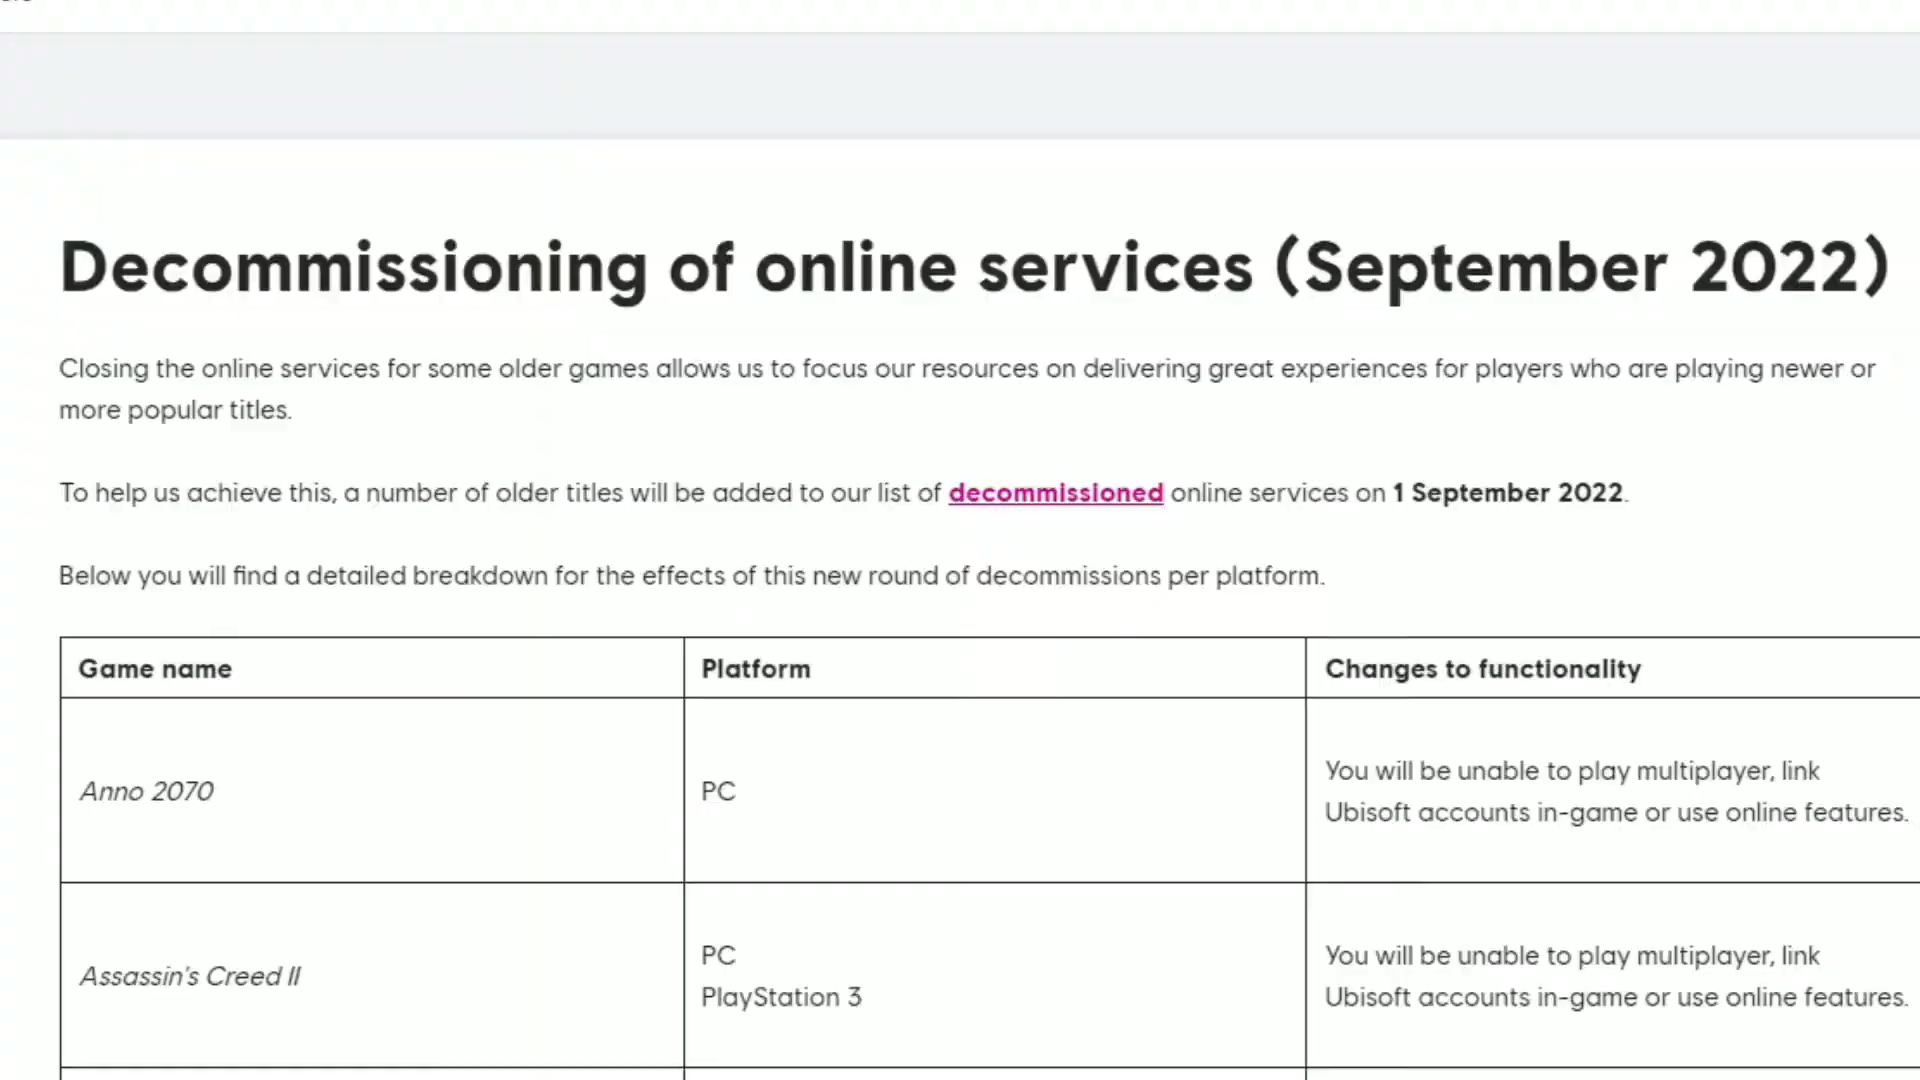 Decommissioning of online services (September 2022)
Closing the online services for some older games allows us to focus our resources on delivering great experiences for players who are playing newer or
more popular titles.
To help us achieve this, a number of older titles will be added to our list of decommissioned online services on 1 September 2022.
Below you will find a detailed breakdown for the effects of this new round of decommissions per platform.
Game name
Platform
Changes to functionality
Anno 2070
PC
You will be unable to play multiplayer, link
Ubisoft accounts in-game or use online features.
Assassin's Creed II
PC
PlayStation 3
You will be unable to play multiplayer, link
Ubisoft accounts in-game or use online features.